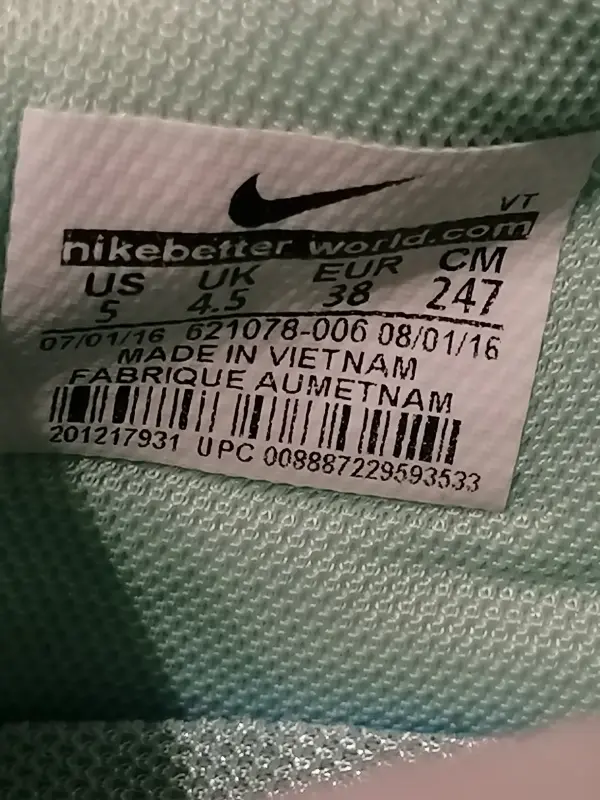 VT
nikebetter world.com
US UK EUR CM
5 4.5 38 247
07/01/16 621078-006 08/01/16
MADE IN VIETNAM
FABRIQUE AUMETNAM
201217931 UPC 008887229593533